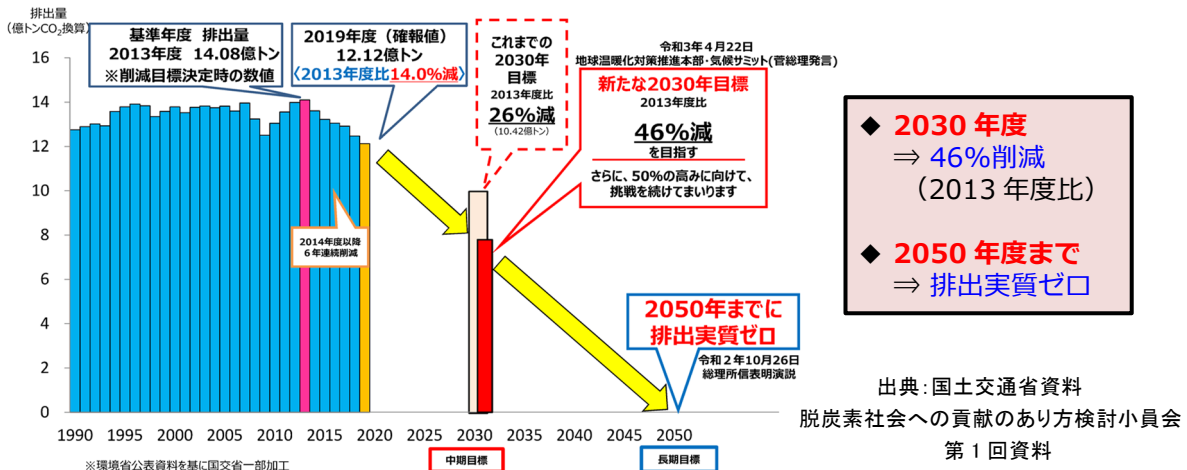 排出量
（億トンCO₂換算）
16
14
12
10
8
6
4
2
0
1990 1995 2000 2005 2010 2015 2020 2025 2030 2035 2040 2045 2050
基準年度 排出量
2013年度 14.08億トン
※削減目標決定時の数値
2019年度（確報値）
12.12億トン
〈2013年度比14.0%減〉
2014年度以降
6年連続削減
これまでの
2030年
目標
2013年度比
26%減
（10.42億トン）
令和3年4月22日
地球温暖化対策推進本部・気候サミット(菅総理発言)
新たな2030年目標
2013年度比
46%減
を目指す
さらに、50%の高みに向けて、
挑戦を続けてまいります
2050年までに
排出実質ゼロ
令和２年10月26日
総理所信表明演説
中期目標
長期目標
※環境省公表資料を基に国交省一部加工
◆ 2030 年度
⇒ 46%削減
（2013 年度比）
◆ 2050 年度まで
⇒ 排出実質ゼロ
出典：国土交通省資料
脱炭素社会への貢献のあり方検討小員会
第１回資料